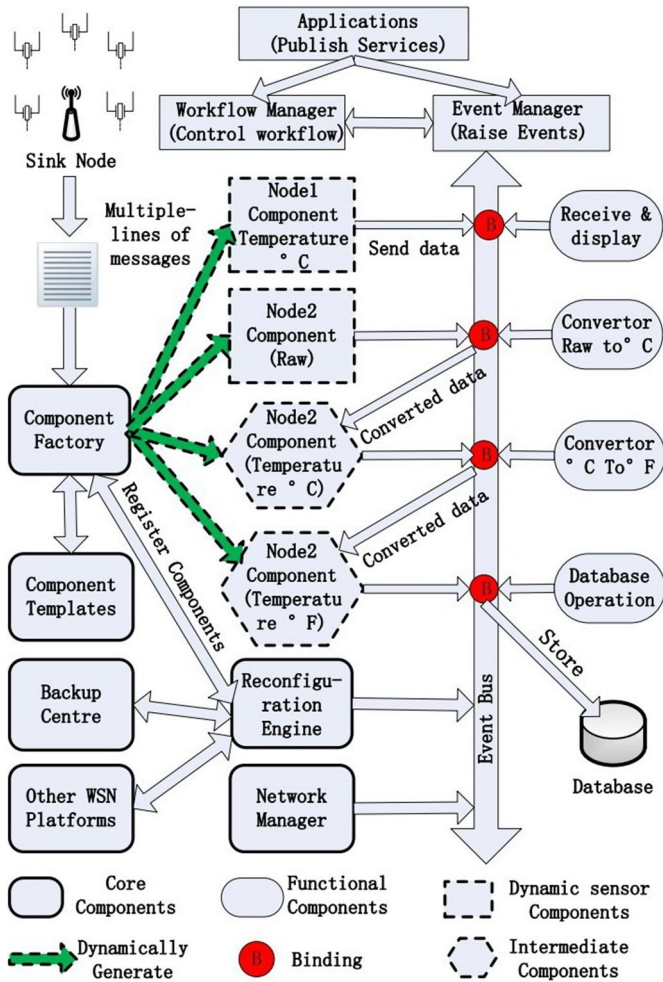 Applications
(Publish Services)
Workflow Manager
(Control workflow)
Event Manager
(Raise Events)
Sink Node
Multiple-
lines of
messages
Node1
Component
Temperature
° C
Send data
B
Receive &
display
Node2
Component
(Raw)
B
Convertor
Raw to° C
Converted data
Component
Factory
Node2
Component
(Temperatu
re ° C)
B
Convertor
° C To° F
Converted data
Register Components
Component
Templates
Node2
Component
(Temperatu
re ° F)
B
Database
Operation
Store
Backup
Centre
Reconfigu-
ration
Engine
Event Bus
Database
Other WSN
Platforms
Network
Manager
Core
Components
Functional
Components
Dynamic sensor
Components
Dynamically
Generate
B
Binding
Intermediate
Components